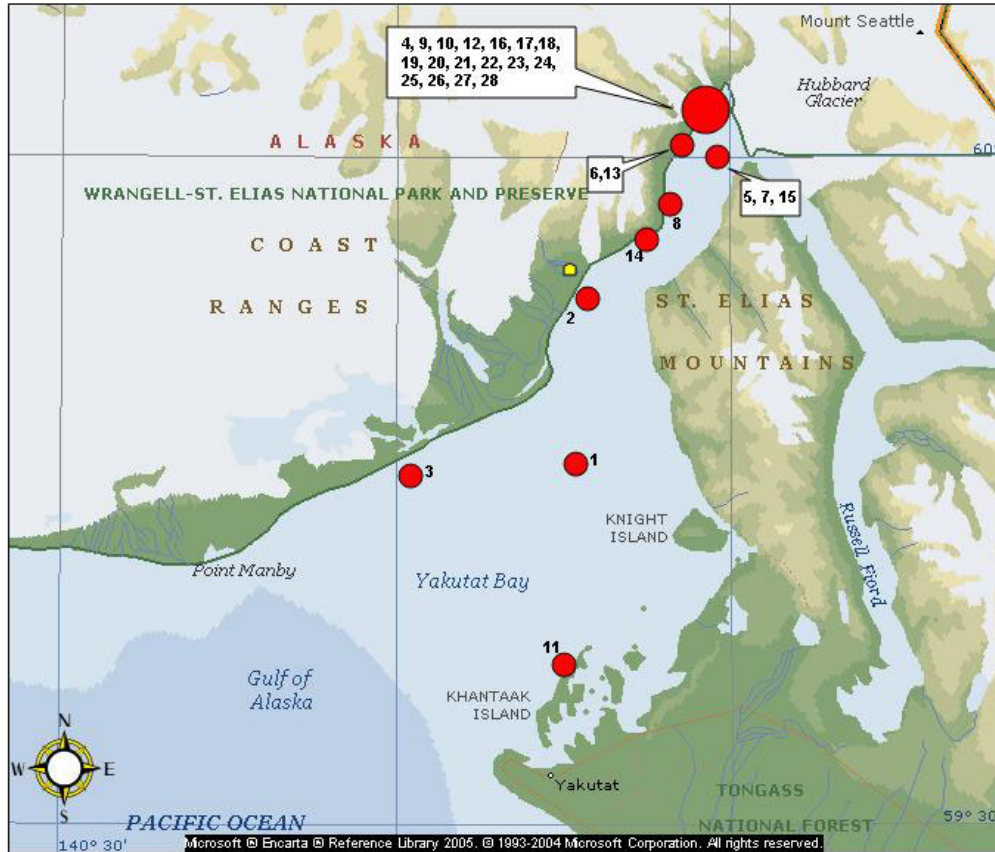 Mount Seattle
4, 9, 10, 12, 16, 17,18,
19, 20, 21, 22, 23, 24,
25, 26, 27, 28
Hubbard
Glacier
ALASKA
60°
6,13
WRANGELL-ST. ELIAS NATIONAL PARK AND PRESERVE
5, 7, 15
8
COAST
14
RANGES
ST. ELIAS
2
MOUNTAINS
3
1
KNIGHT
ISLAND
Russell Fjord
Point Manby
Yakutat Bay
11
Gulf of
Alaska
KHANTAAK
ISLAND
N
W
E
S
Yakutat
TONGASS
NATIONAL FOREST
PACIFIC OCEAN
59° 30'
140° 30'
Microsoft ® Encarta ® Reference Library 2005. © 1993-2004 Microsoft Corporation. All rights reserved.